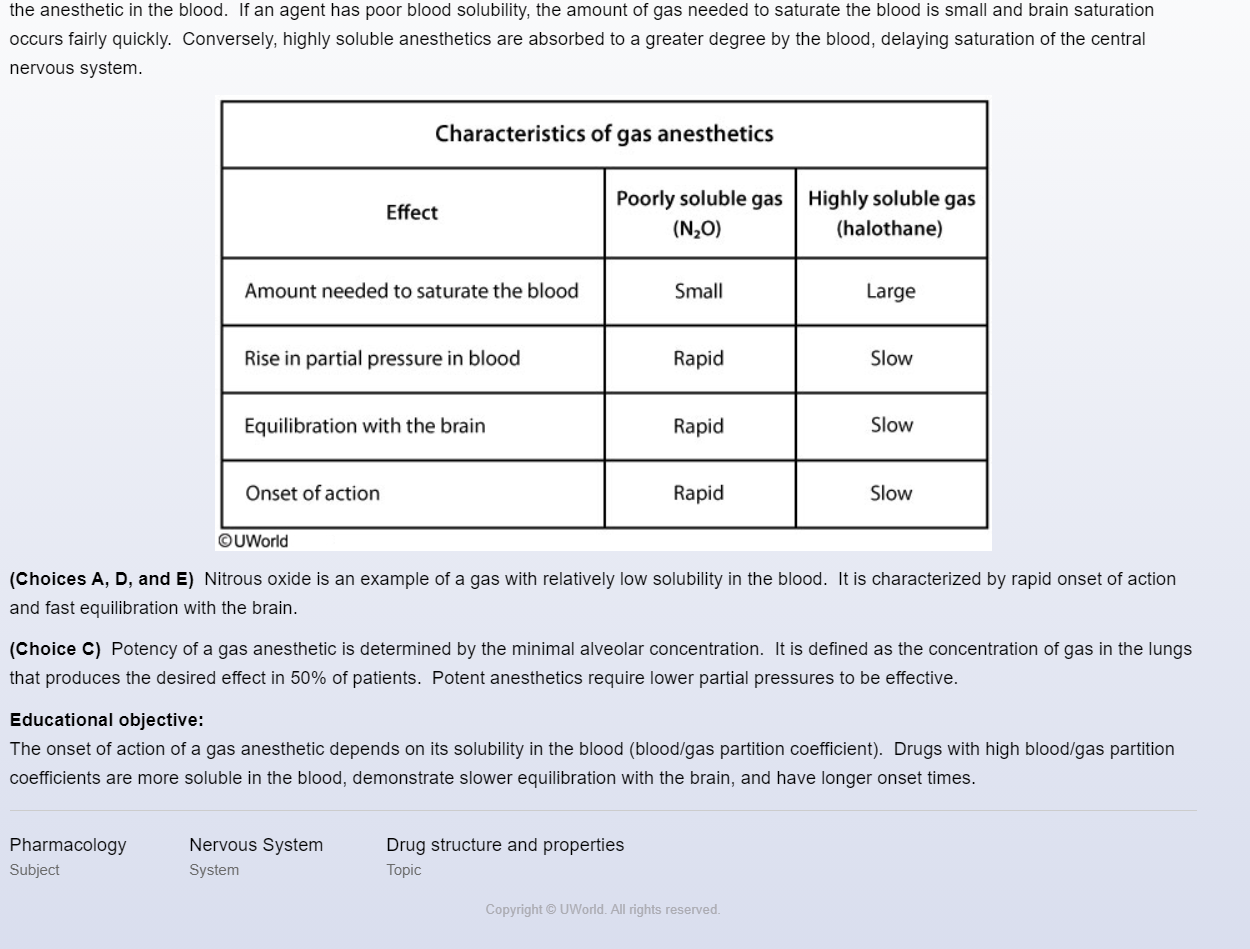 the anesthetic in the blood.  If an agent has poor blood solubility, the amount of gas needed to saturate the blood is small and brain saturation
occurs fairly quickly.  Conversely, highly soluble anesthetics are absorbed to a greater degree by the blood, delaying saturation of the central
nervous system.
Characteristics of gas anesthetics
Effect
Poorly soluble gas
(N₂O)
Highly soluble gas
(halothane)
Amount needed to saturate the blood
Small
Large
Rise in partial pressure in blood
Rapid
Slow
Equilibration with the brain
Rapid
Slow
Onset of action
Rapid
Slow
©UWorld
(Choices A, D, and E)  Nitrous oxide is an example of a gas with relatively low solubility in the blood.  It is characterized by rapid onset of action
and fast equilibration with the brain.
(Choice C)  Potency of a gas anesthetic is determined by the minimal alveolar concentration.  It is defined as the concentration of gas in the lungs
that produces the desired effect in 50% of patients.  Potent anesthetics require lower partial pressures to be effective.
Educational objective:
The onset of action of a gas anesthetic depends on its solubility in the blood (blood/gas partition coefficient).  Drugs with high blood/gas partition
coefficients are more soluble in the blood, demonstrate slower equilibration with the brain, and have longer onset times.
Pharmacology
Subject
Nervous System
System
Drug structure and properties
Topic
Copyright © UWorld. All rights reserved.